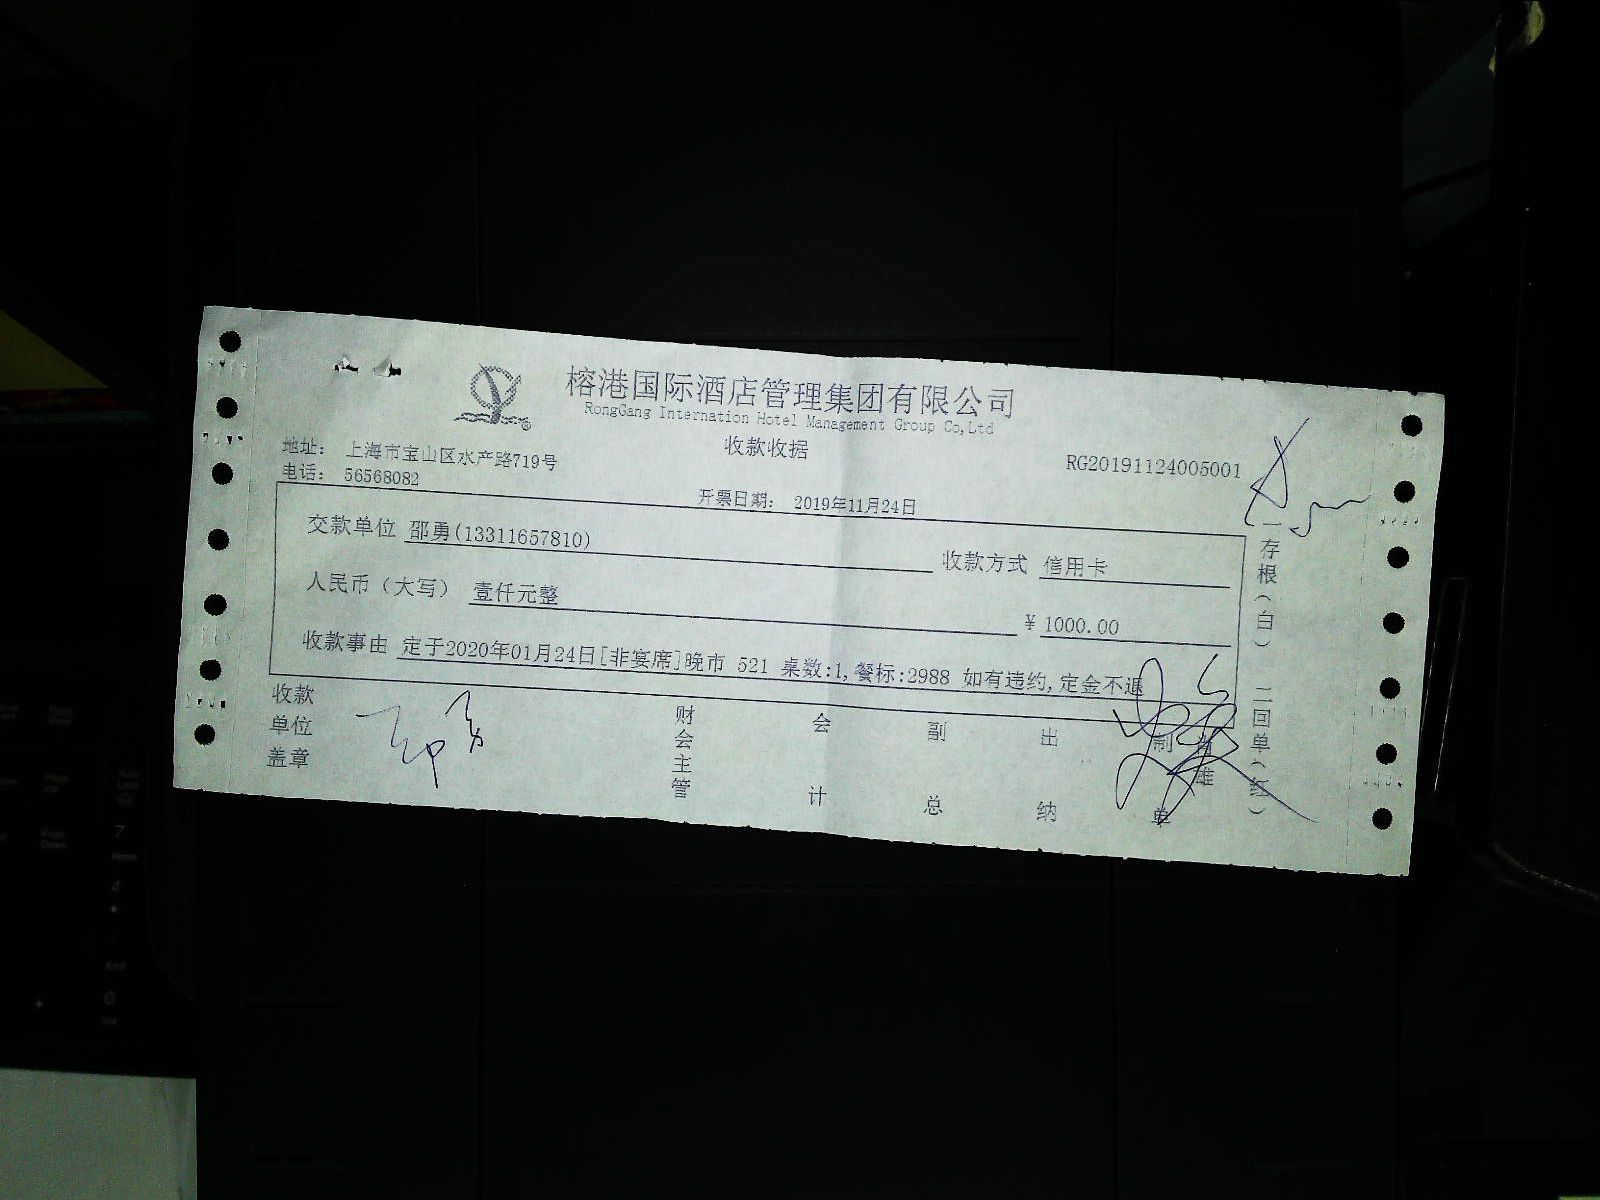 榕港国际酒店管理集团有限公司
RongGang Internation Hotel Management Group Co,Ltd
收款收据
地址： 上海市宝山区水产路719号
RG20191124005001
电话： 56568082
开票日期： 2019年11月24日
交款单位 邵勇(13311657810)
收款方式 信用卡
人民币（大写） 壹仟元整
¥ 1000.00
收款事由 定于2020年01月24日[非宴席]晚市 521 桌数:1,餐标:2988 如有违约,定金不退
收款单位盖章
邵勇
财会主管
会计
副总
出纳
制单
一存根（白） 二回单（红）
7
Home
4
0